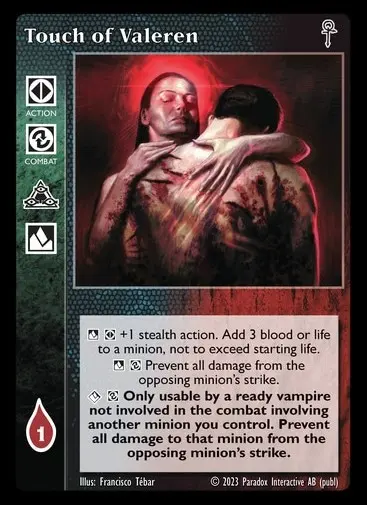 Touch of Valeren
ACTION
COMBAT
+1 stealth action. Add 3 blood or life
to a minion, not to exceed starting life.
Prevent all damage from the
opposing minion's strike.
Only usable by a ready vampire
not involved in the combat involving
another minion you control. Prevent
all damage to that minion from the
opposing minion's strike.
1
Illus: Francisco Tébar
© 2023 Paradox Interactive AB (publ)